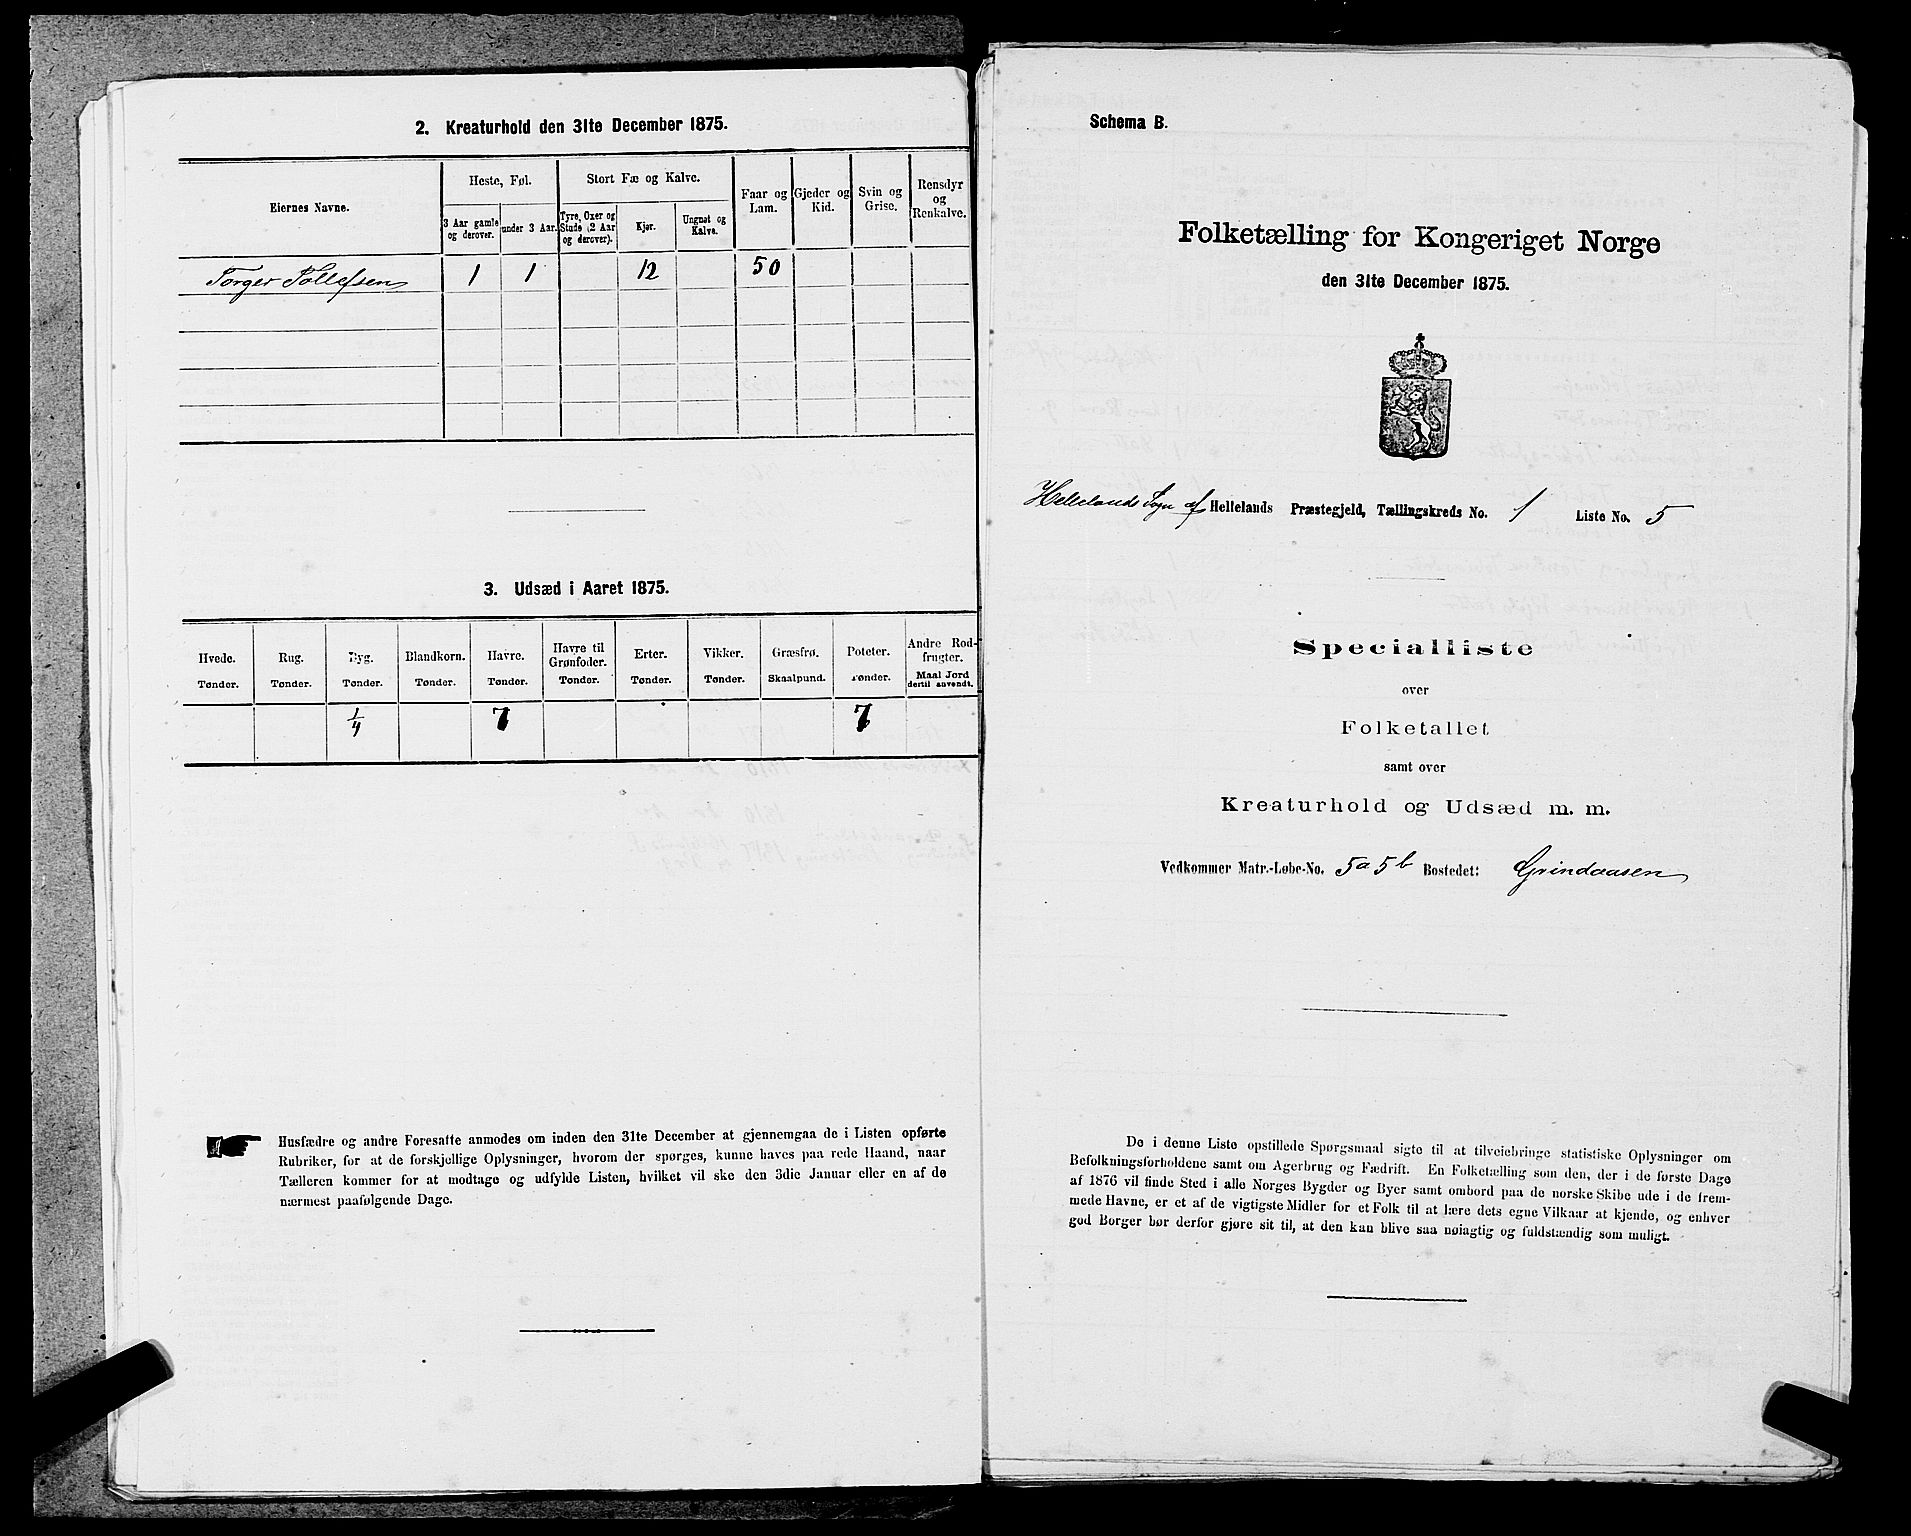 2. Kreaturhold den 31te December 1875.
Eiernes Navne.
Heste, Føl.
Stort Fæ og Kalve.
Faar og Lam.
Gjeder og Kid.
Svin og Grise.
Rensdyr og Renkalve.
3 Aar gamle og derover.
under 3 Aar.
Tyre, Oxer og Stude (2 Aar og derover).
Kjør.
Ungnøt og Kalve.
Torger Tollefsen 1 1 12 50
3. Udsæd i Aaret 1875.
Hvede. Tønder.
Rug. Tønder.
Byg. Tønder.
Blandkorn. Tønder.
Havre. Tønder.
Havre til Grønfoder. Tønder.
Erter. Tønder.
Vikker. Tønder.
Græsfrø. Skaalpund.
Poteter. Tønder.
Andre Rodfrugter. Maal Jord dertil anvendt.
1/4 7 7
Husfædre og andre Foresatte anmodes om inden den 31te December at gjennemgaa de i Listen opførte
Rubriker, for at de forskjellige Oplysninger, hvorom der spørges, kunne haves paa rede Haand, naar
Tælleren kommer for at modtage og udfylde Listen, hvilket vil ske den 3die Januar eller en af de
nærmest paafølgende Dage.
Schema B.
Folketælling for Kongeriget Norge
den 31te December 1875.
Hellelands Sogn af Hellelands Præstegjeld, Tællingskreds No. 1 Liste No. 5
Specialliste
over
Folketallet
samt over
Kreaturhold og Udsæd m. m.
Vedkommer Matr.-Løbe-No. 5a 5b Bostedet: Grindaasen
De i denne Liste opstillede Spørgsmaal sigte til at tilveiebringe statistiske Oplysninger om
Befolkningsforholdene samt om Agerbrug og Fædrift. En Folketælling som den, der i de første Dage
af 1876 vil finde Sted i alle Norges Bygder og Byer samt ombord paa de norske Skibe ude i de frem-
mede Havne, er et af de vigtigste Midler for et Folk til at lære dets egne Vilkaar at kjende, og enhver
god Borger bør derfor gjøre sit til, at den kan blive saa nøiagtig og fuldstændig som muligt.